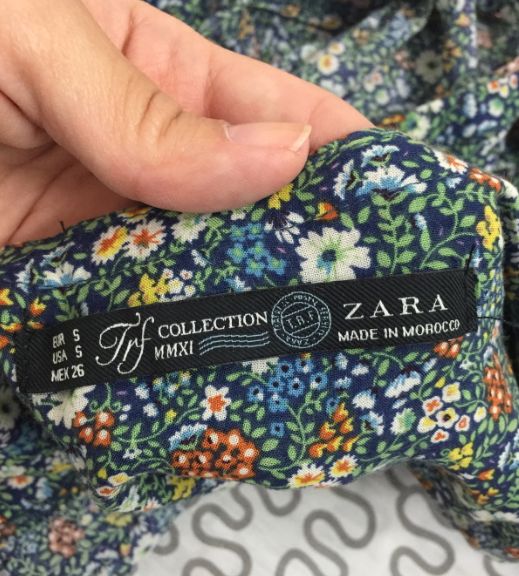 EUR S
USA S
MEX 26
Trf COLLECTION
MMXI
T.R.F
ZARA
MADE IN MOROCCO